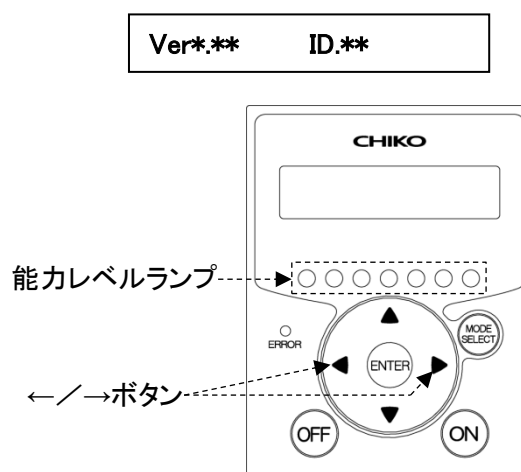 Ver*.** ID.**
CHIKO
能力レベルランプ
ERROR
MODE
SELECT
ENTER
←／→ボタン
OFF
ON